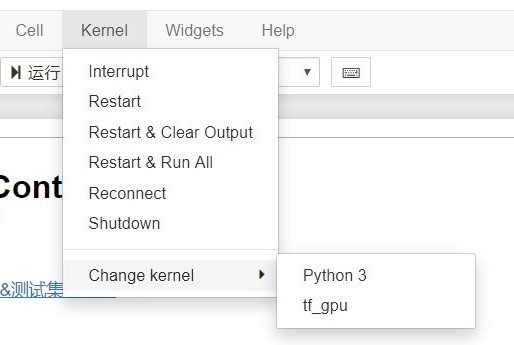 Cell Kernel Widgets Help
运行
Interrupt
Restart
Restart & Clear Output
Restart & Run All
Reconnect
Shutdown
Cont
&测试集
Change kernel
Python 3
tf_gpu